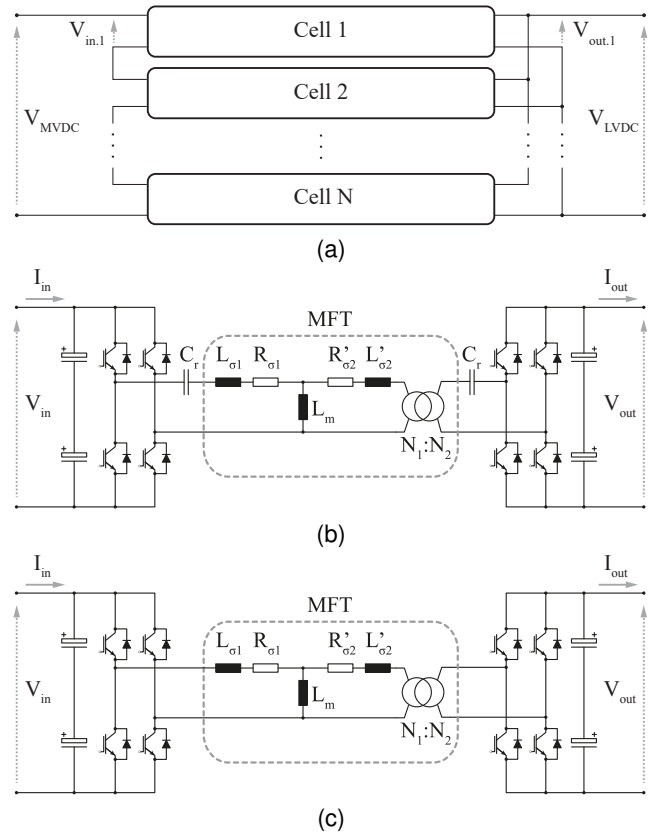 Cell 1
V_in.1
V_out.1
Cell 2
V_MVDC
V_LVDC
Cell N
(a)
I_in
I_out
MFT
C_r L_σ1 R_σ1 R'_σ2 L'_σ2 C_r
V_in
V_out
L_m
N_1:N_2
(b)
I_in
I_out
MFT
L_σ1 R_σ1 R'_σ2 L'_σ2
V_in
V_out
L_m
N_1:N_2
(c)